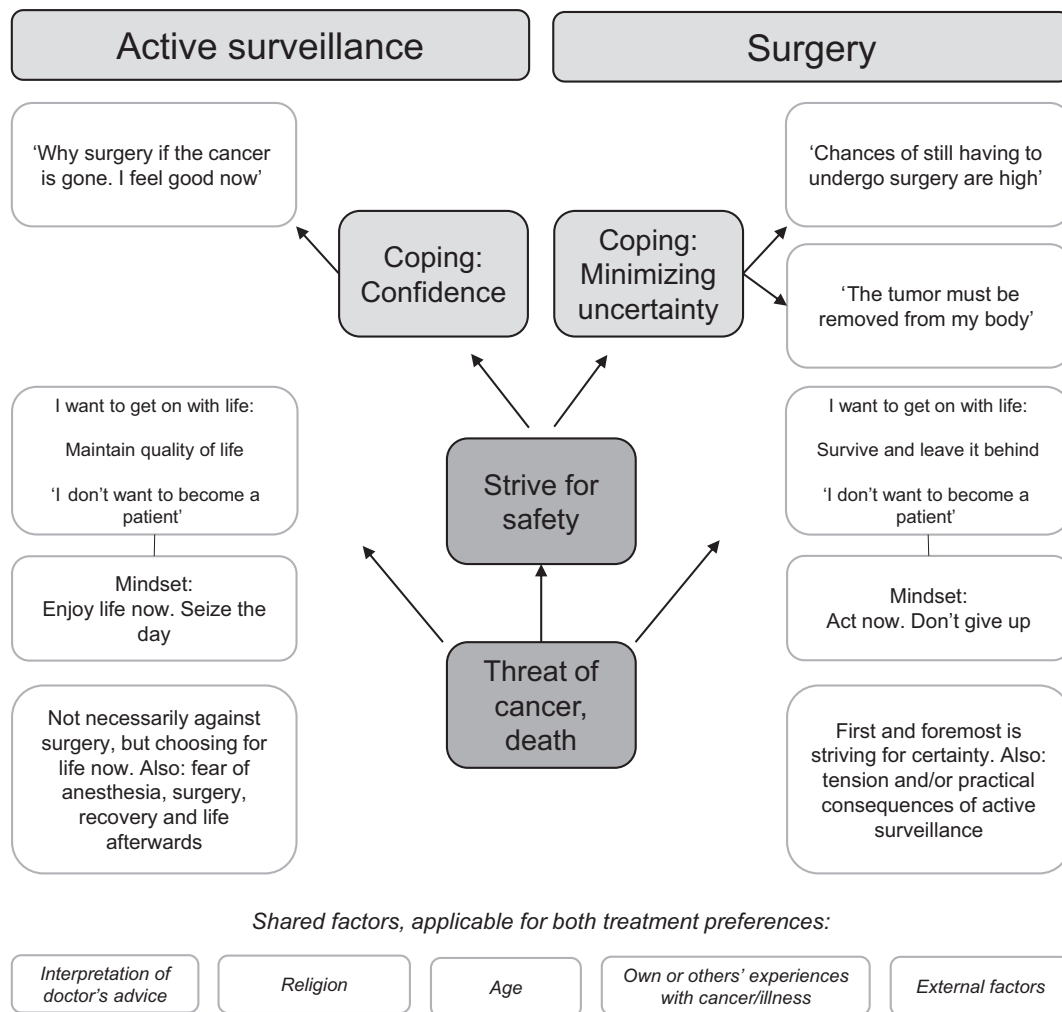 Active surveillance
Surgery
‘Why surgery if the cancer
is gone. I feel good now’
‘Chances of still having to
undergo surgery are high’
Coping:
Confidence
Coping:
Minimizing
uncertainty
‘The tumor must be
removed from my body’
I want to get on with life:
Maintain quality of life
‘I don’t want to become a
patient’
Strive for
safety
I want to get on with life:
Survive and leave it behind
‘I don’t want to become a
patient’
Mindset:
Enjoy life now. Seize the
day
Mindset:
Act now. Don’t give up
Threat of
cancer,
death
Not necessarily against
surgery, but choosing for
life now. Also: fear of
anesthesia, surgery,
recovery and life
afterwards
First and foremost is
striving for certainty. Also:
tension and/or practical
consequences of active
surveillance
Shared factors, applicable for both treatment preferences:
Interpretation of
doctor’s advice
Religion
Age
Own or others’ experiences
with cancer/illness
External factors